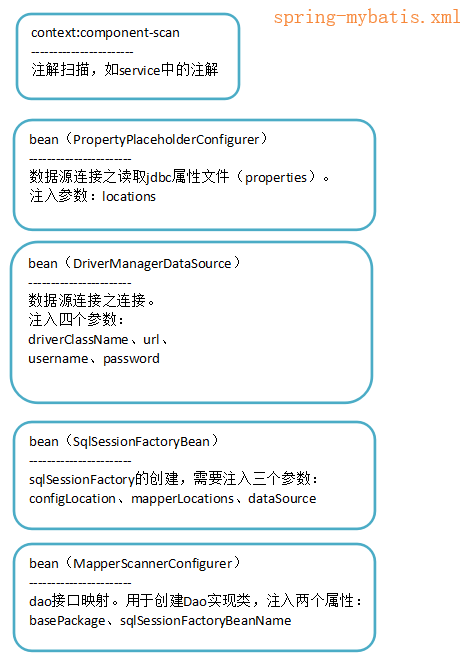 spring-mybatis.xml
context:component-scan
----------------------
注解扫描，如service中的注解
bean（PropertyPlaceholderConfigurer）
----------------------
数据源连接之读取jdbc属性文件（properties）。
注入参数：locations
bean（DriverManagerDataSource）
----------------------
数据源连接之连接。
注入四个参数：
driverClassName、url、
username、password
bean（SqlSessionFactoryBean）
----------------------
sqlSessionFactory的创建，需要注入三个参数：
configLocation、mapperLocations、dataSource
bean（MapperScannerConfigurer）
----------------------
dao接口映射。用于创建Dao实现类，注入两个属性：
basePackage、sqlSessionFactoryBeanName